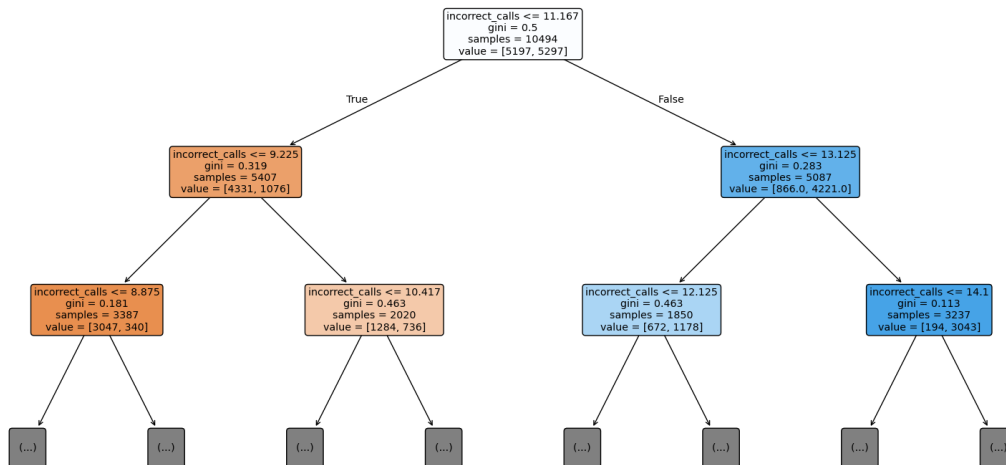 incorrect_calls <= 11.167
gini = 0.5
samples = 10494
value = [5197, 5297]
True
False
incorrect_calls <= 9.225
gini = 0.319
samples = 5407
value = [4331, 1076]
incorrect_calls <= 13.125
gini = 0.283
samples = 5087
value = [866.0, 4221.0]
incorrect_calls <= 8.875
gini = 0.181
samples = 3387
value = [3047, 340]
incorrect_calls <= 10.417
gini = 0.463
samples = 2020
value = [1284, 736]
incorrect_calls <= 12.125
gini = 0.463
samples = 1850
value = [672, 1178]
incorrect_calls <= 14.1
gini = 0.113
samples = 3237
value = [194, 3043]
(...)
(...)
(...)
(...)
(...)
(...)
(...)
(...)